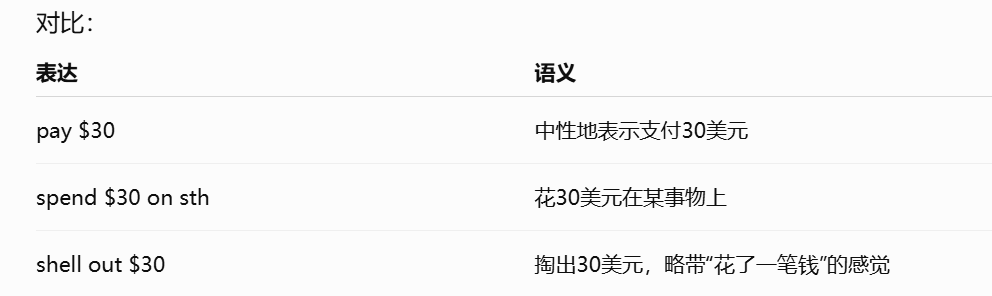 对比：
表达 语义
pay $30 中性地表示支付30美元
spend $30 on sth 花30美元在某事物上
shell out $30 掏出30美元，略带“花了一笔钱”的感觉